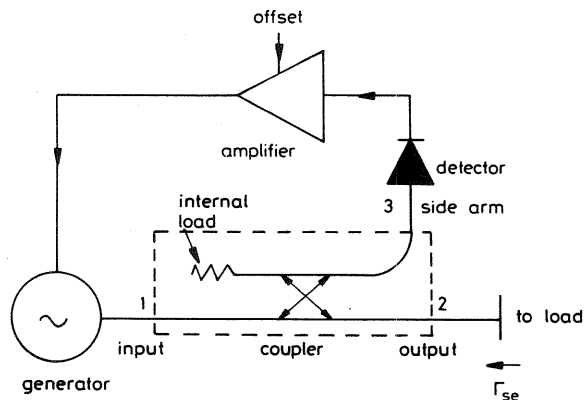 offset
amplifier
detector
3 side arm
internal
load
1
2
to load
input
coupler
output
generator
Γse